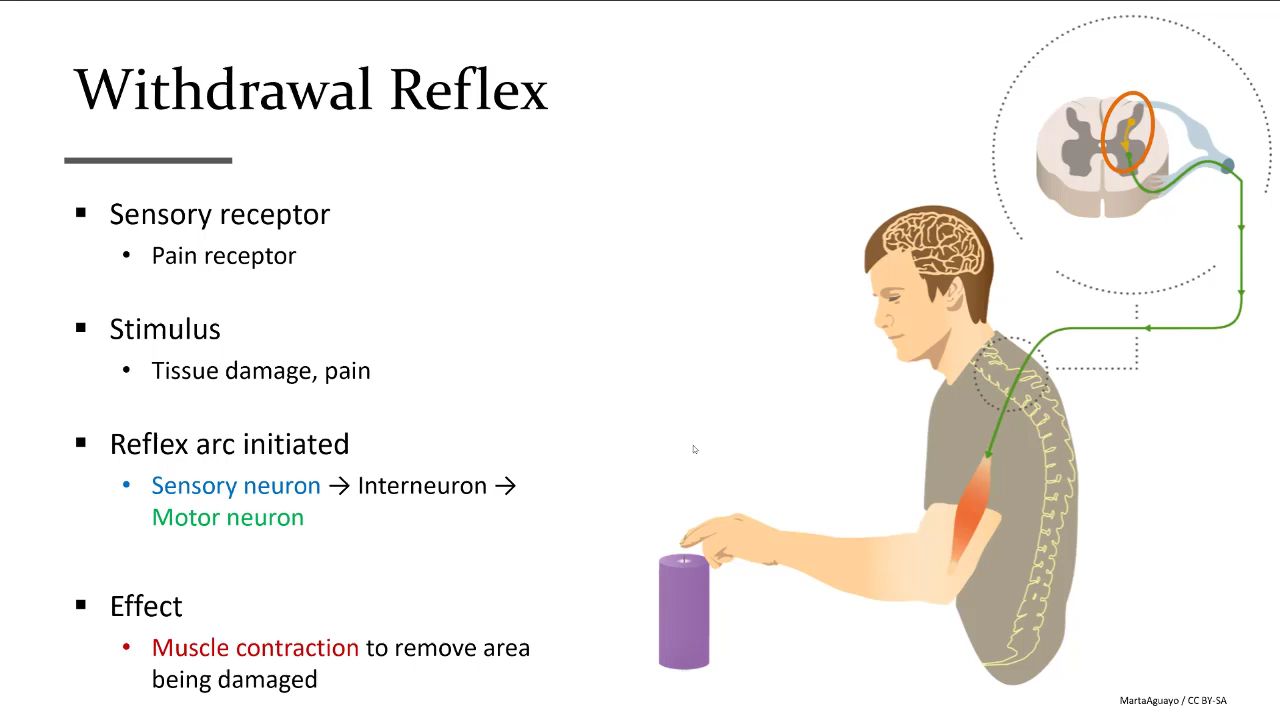 Withdrawal Reflex
▪ Sensory receptor
• Pain receptor
▪ Stimulus
• Tissue damage, pain
▪ Reflex arc initiated
• Sensory neuron → Interneuron →
Motor neuron
▪ Effect
• Muscle contraction to remove area
being damaged
MartaAguayo / CC BY-SA